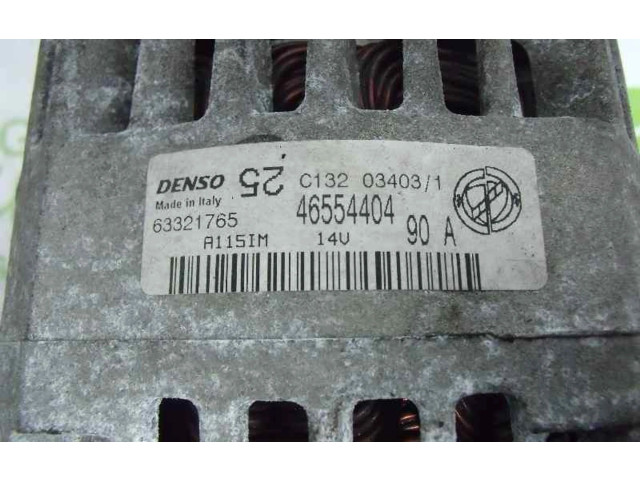 DENSO 25 C132 03403/1
Made in Italy
63321765 46554404
A115IM 14V 90 A